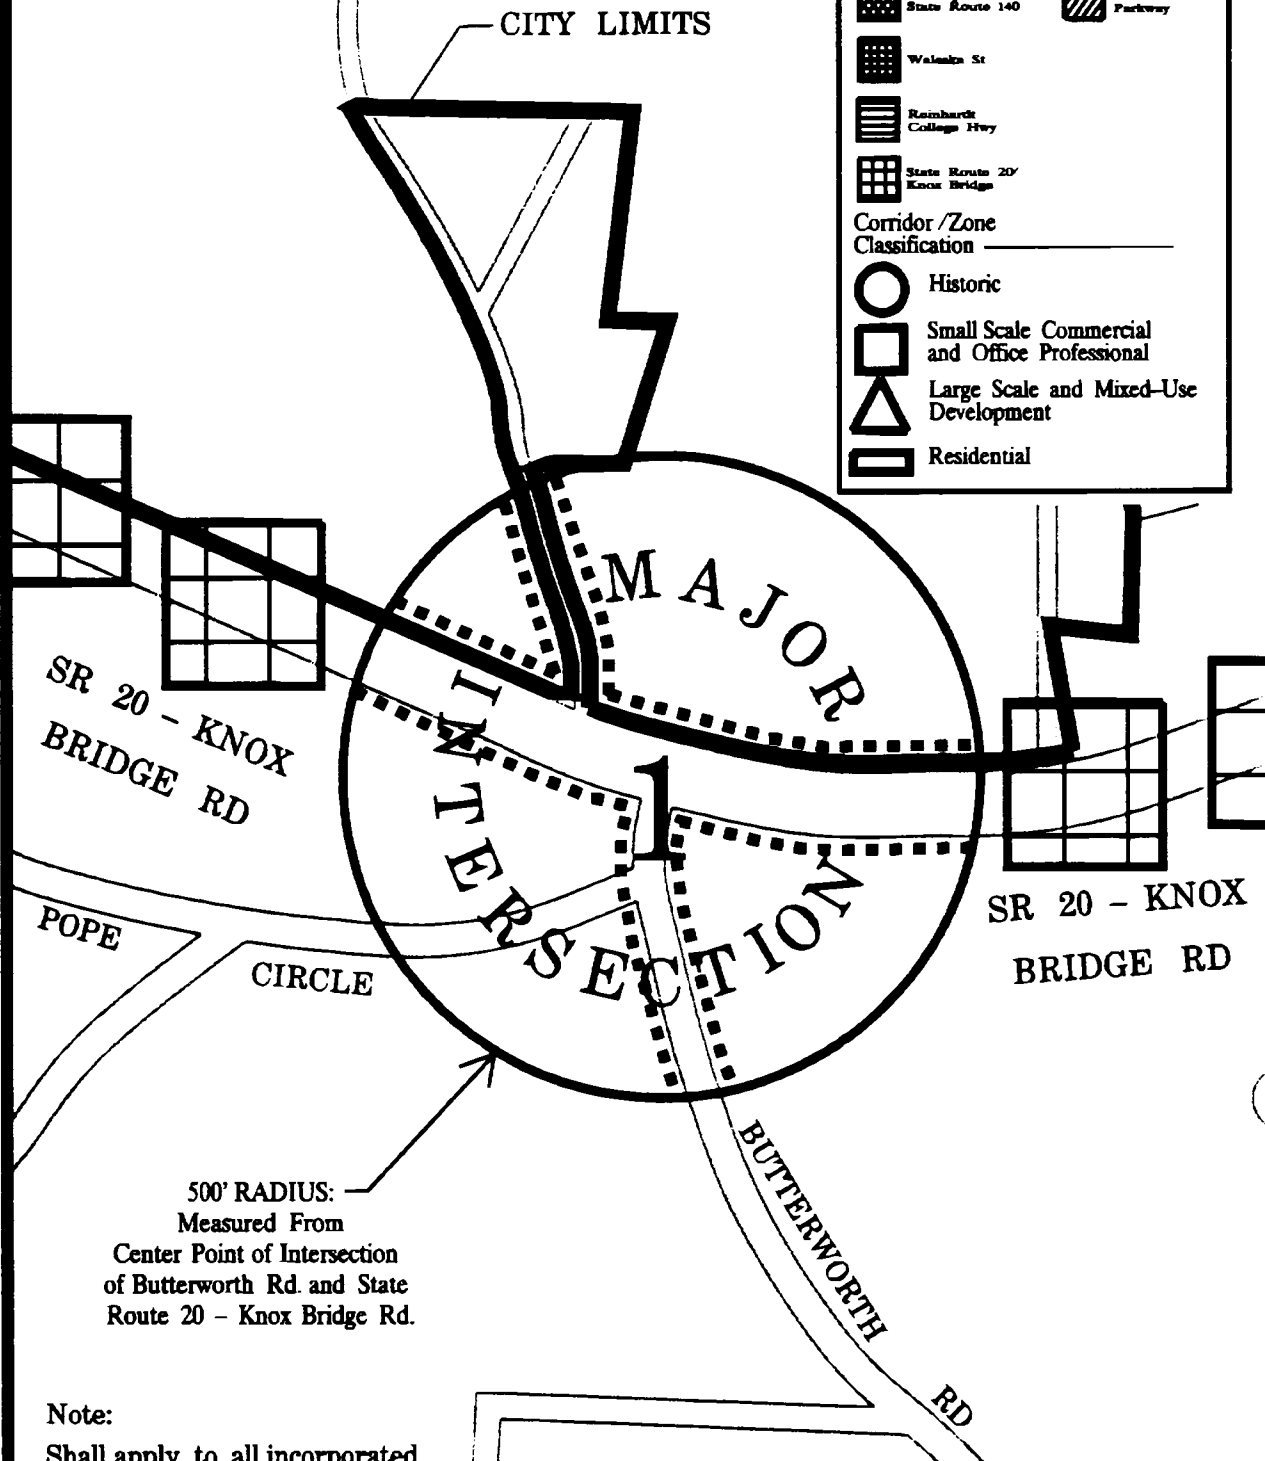 CITY LIMITS
State Route 140
Parkway
Waleska St
Reinhardt
College Hwy
State Route 20/
Knox Bridge
Corridor /Zone
Classification
Historic
Small Scale Commercial
and Office Professional
Large Scale and Mixed-Use
Development
Residential
MAJOR
INTERSECTION
1
SR 20 - KNOX
BRIDGE RD
SR 20 - KNOX
BRIDGE RD
POPE CIRCLE
BUTTERWORTH RD
500' RADIUS:
Measured From
Center Point of Intersection
of Butterworth Rd. and State
Route 20 - Knox Bridge Rd.
Note:
Shall apply to all incorporated